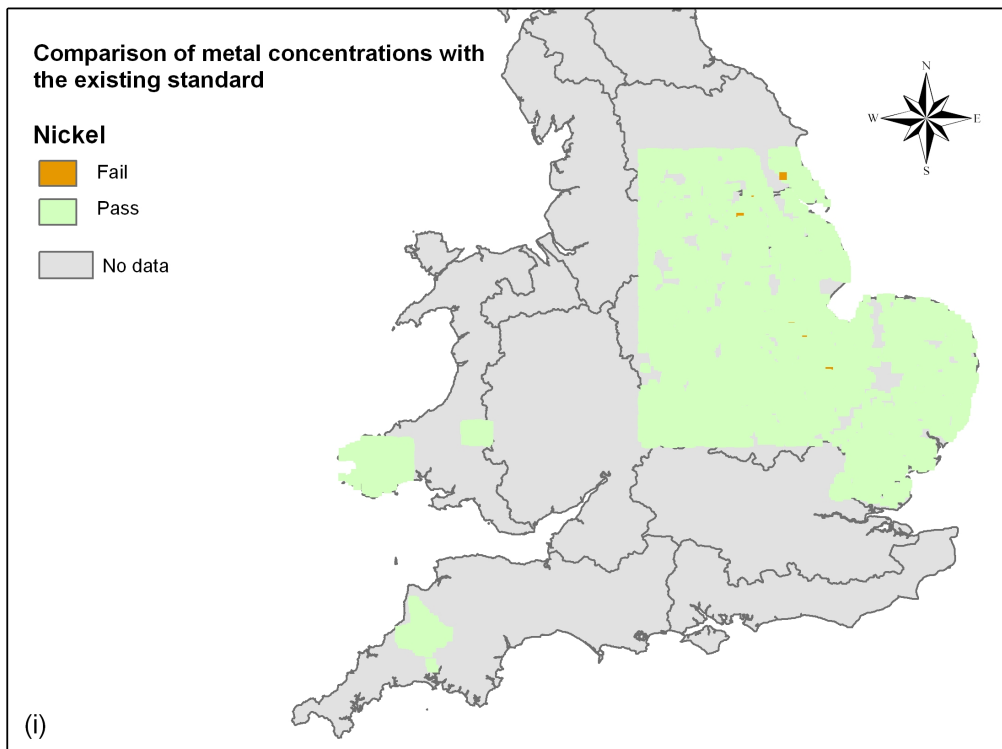 Comparison of metal concentrations with
the existing standard
Nickel
Fail
Pass
No data
N
W
E
S
(i)